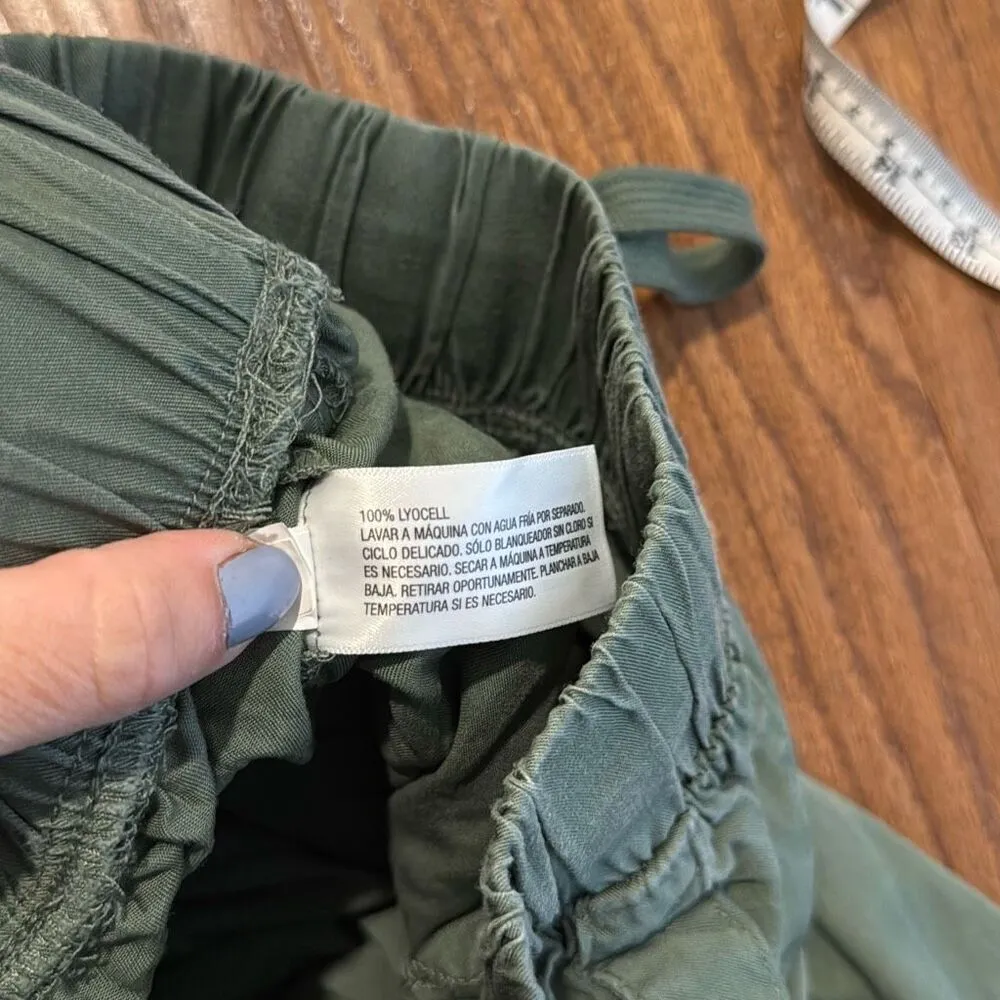 100% LYOCELL
LAVAR A MÁQUINA CON AGUA FRÍA POR SEPARADO.
CICLO DELICADO. SÓLO BLANQUEADOR SIN CLORO SI
ES NECESARIO. SECAR A MÁQUINA A TEMPERATURA
BAJA. RETIRAR OPORTUNAMENTE. PLANCHAR A BAJA
TEMPERATURA SI ES NECESARIO.